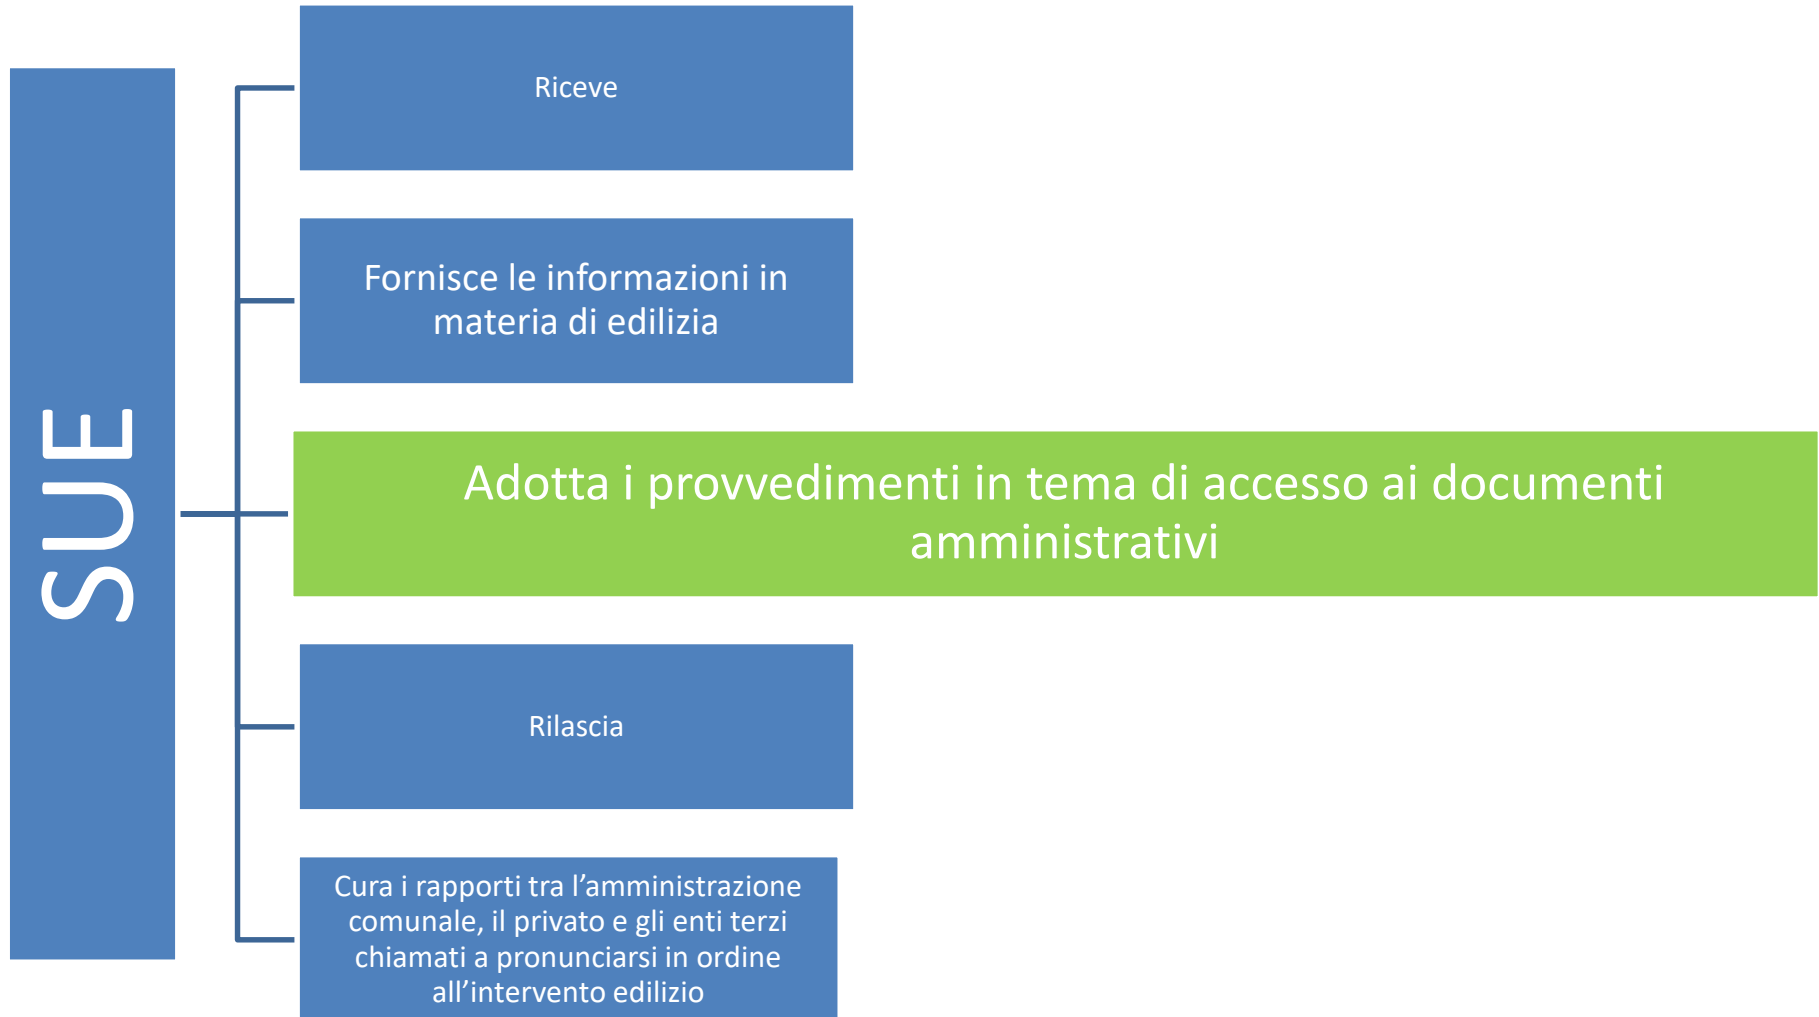 SUE
Riceve
Fornisce le informazioni in
materia di edilizia
Adotta i provvedimenti in tema di accesso ai documenti
amministrativi
Rilascia
Cura i rapporti tra l’amministrazione
comunale, il privato e gli enti terzi
chiamati a pronunciarsi in ordine
all’intervento edilizio